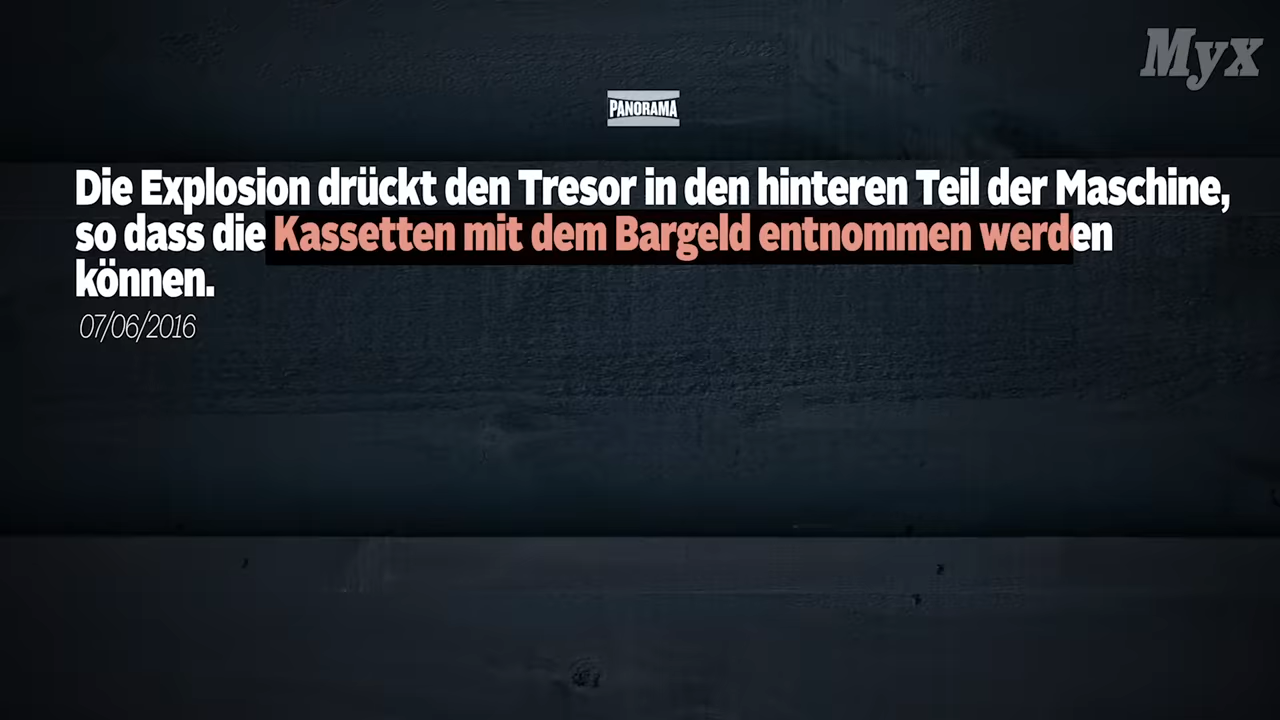 Myx
PANORAMA
Die Explosion drückt den Tresor in den hinteren Teil der Maschine,
so dass die Kassetten mit dem Bargeld entnommen werden
können.
07/06/2016